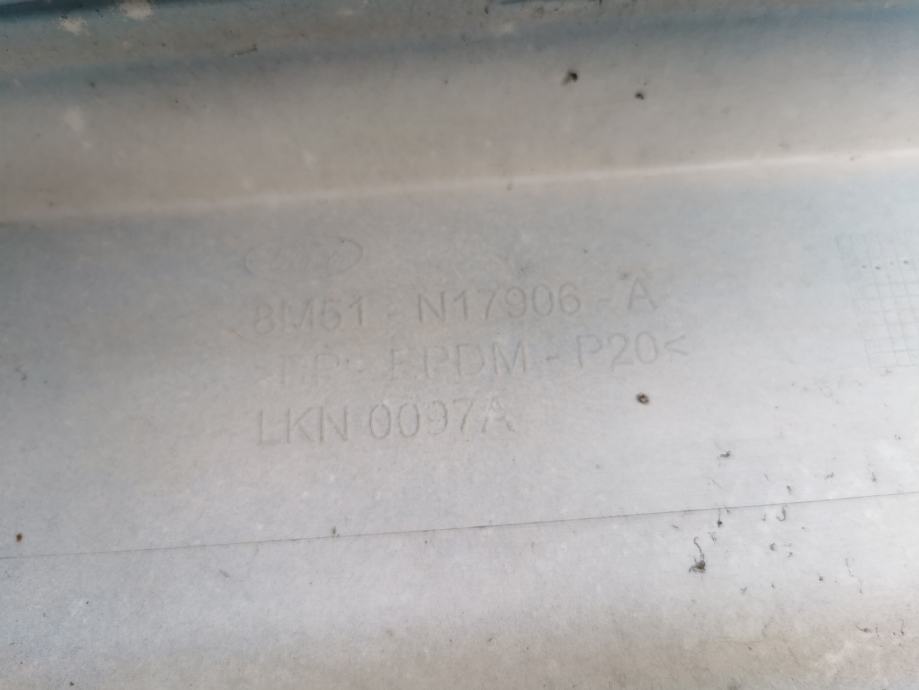 8M51-N17906-A
>PP-EPDM-P20<
LKN 0097A